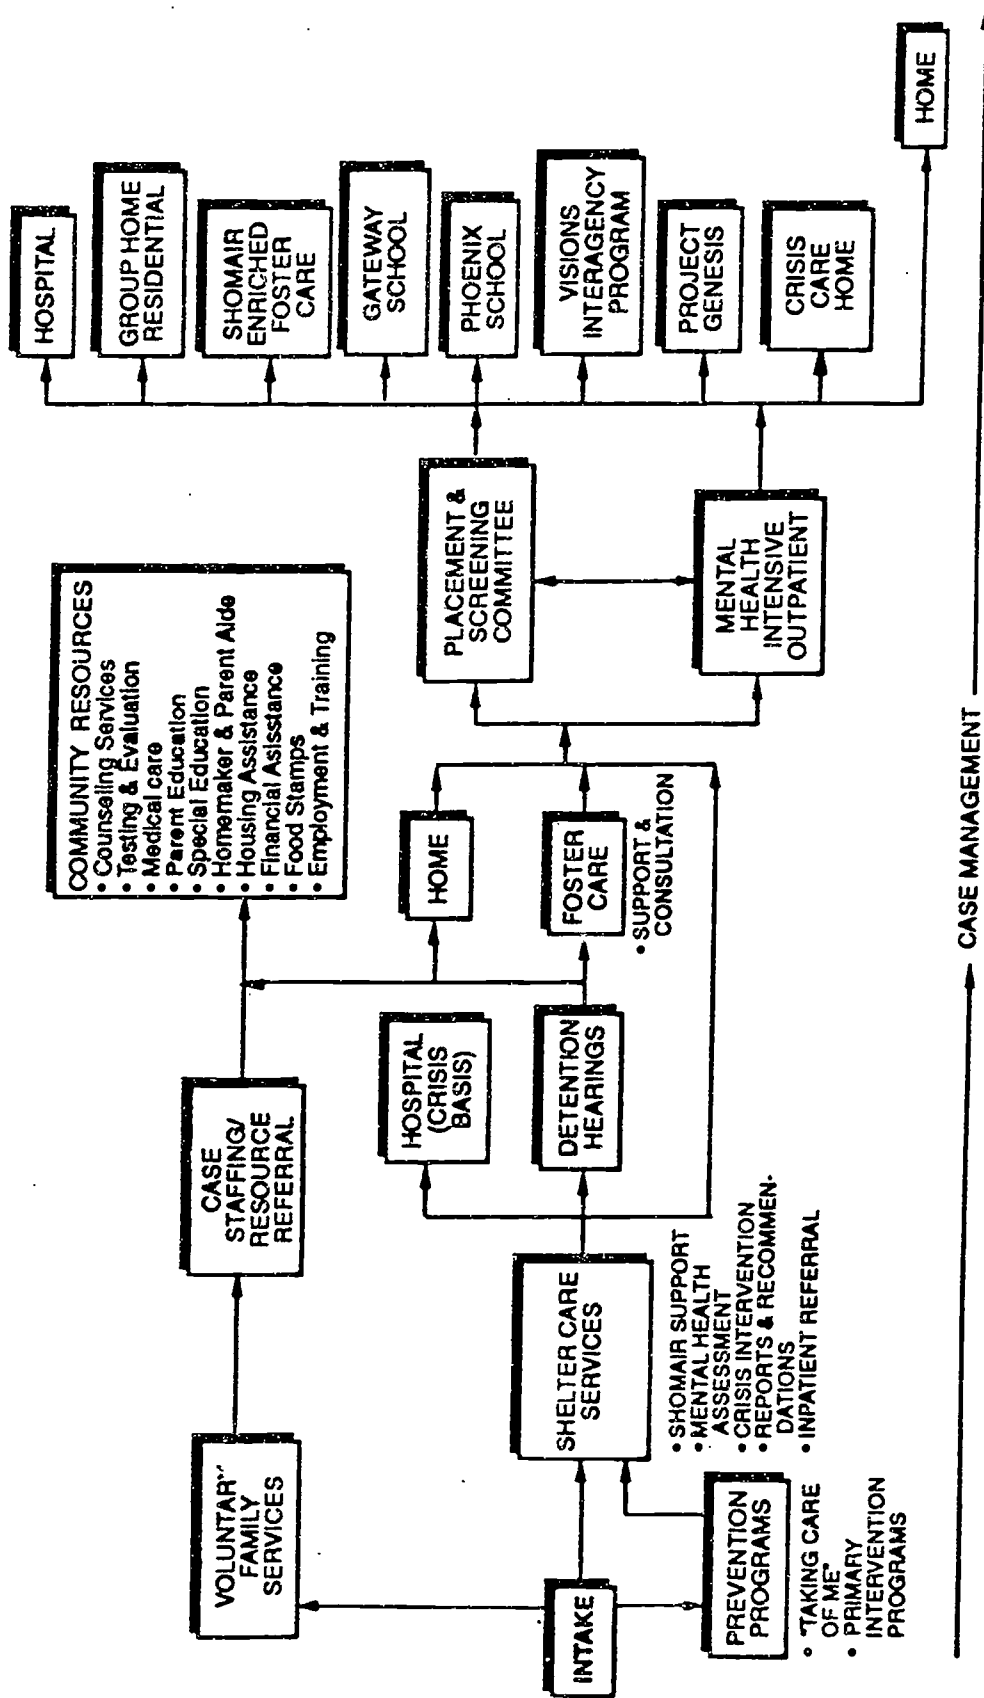 INTAKE
VOLUNTARY
FAMILY
SERVICES
PREVENTION
PROGRAMS
• "TAKING CARE
OF ME"
• PRIMARY
INTERVENTION
PROGRAMS
SHELTER CARE
SERVICES
• SHOMAIR SUPPORT
• MENTAL HEALTH
ASSESSMENT
• CRISIS INTERVENTION
• REPORTS & RECOMMEN-
DATIONS
• INPATIENT REFERRAL
CASE
STAFFING/
RESOURCE
REFERRAL
HOSPITAL
(CRISIS
BASIS)
DETENTION
HEARINGS
COMMUNITY RESOURCES
• Counseling Services
• Testing & Evaluation
• Medical care
• Parent Education
• Special Education
• Homemaker & Parent Aide
• Housing Assistance
• Financial Asisstance
• Food Stamps
• Employment & Training
HOME
FOSTER
CARE
• SUPPORT &
CONSULTATION
PLACEMENT &
SCREENING
COMMITTEE
MENTAL
HEALTH
INTENSIVE
OUTPATIENT
HOSPITAL
GROUP HOME
RESIDENTIAL
SHOMAIR
ENRICHED
FOSTER
CARE
GATEWAY
SCHOOL
PHOENIX
SCHOOL
VISIONS
INTERAGENCY
PROGRAM
PROJECT
GENESIS
CRISIS
CARE
HOME
HOME
CASE MANAGEMENT